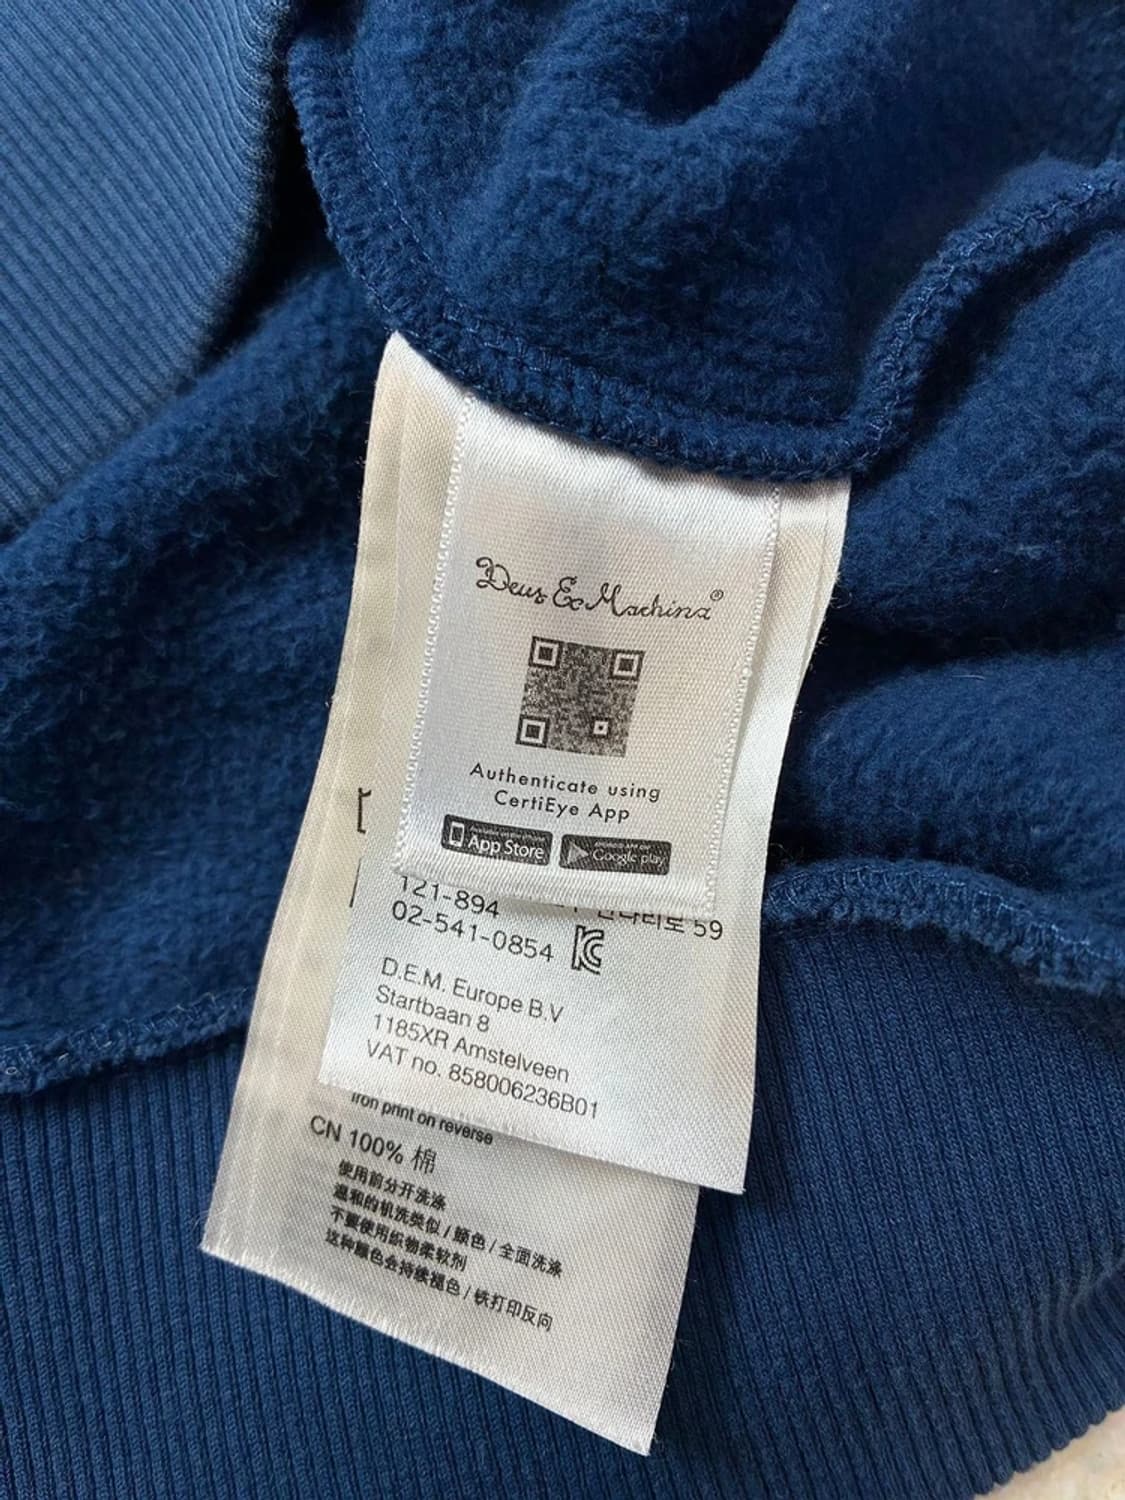 Deus Ex Machina®
Authenticate using
CertiEye App
App Store
Google play
121-894
59
02-541-0854
D.E.M. Europe B.V
Startbaan 8
1185XR Amstelveen
VAT no. 858006236B01
Iron print on reverse
CN 100% 棉
使用前分开洗涤
温和的机洗类似 / 颜色 / 全面洗涤
不要使用织物柔软剂
这种颜色会持续褪色 / 铁打印反向